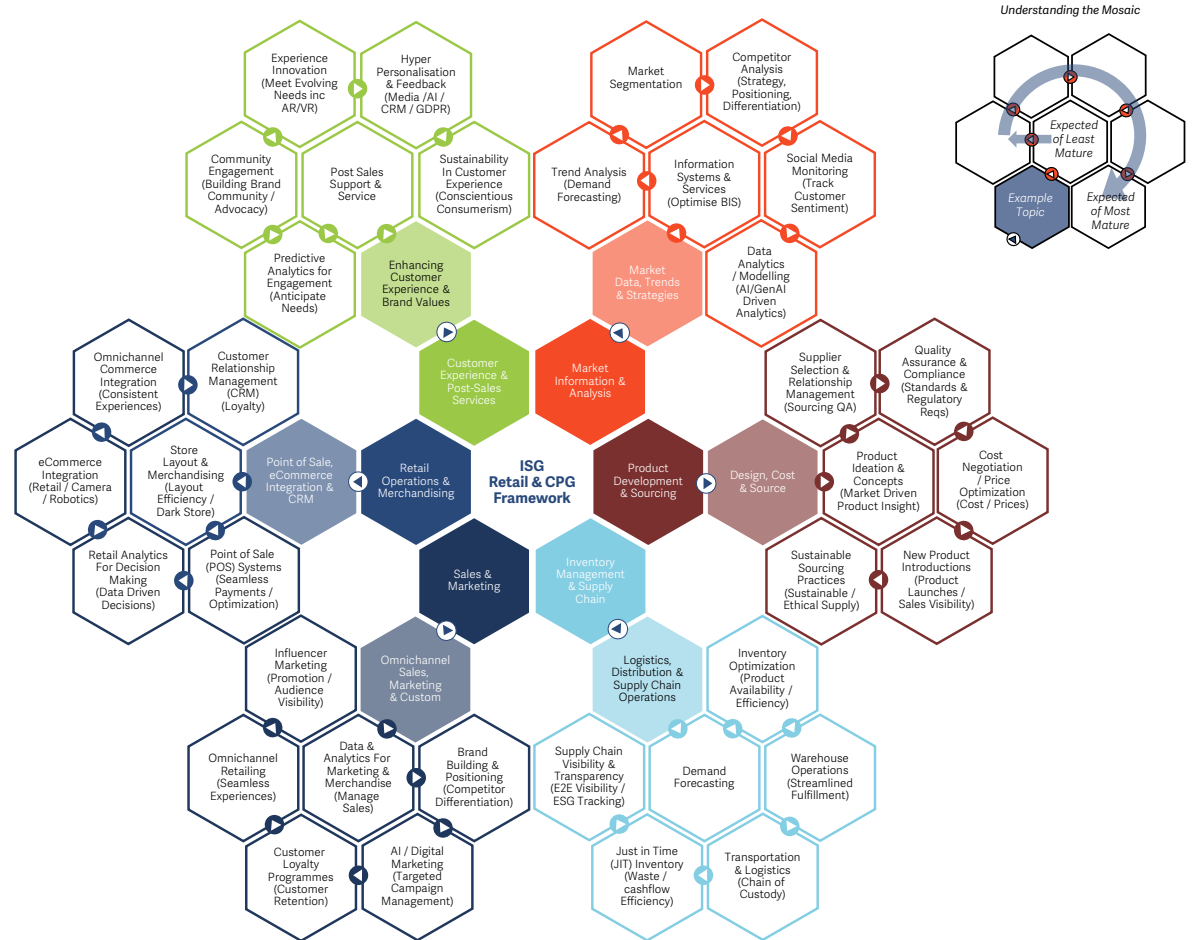 Understanding the Mosaic
Expected
of Least
Mature
Example
Topic
Expected
of Most
Mature
Experience
Innovation
(Meet Evolving
Needs inc
AR/VR)
Hyper
Personalisation
& Feedback
(Media /AI /
CRM / GDPR)
Community
Engagement
(Building Brand
Community /
Advocacy)
Post Sales
Support &
Service
Sustainability
In Customer
Experience
(Conscientious
Consumerism)
Predictive
Analytics for
Engagement
(Anticipate
Needs)
Enhancing
Customer
Experience &
Brand Values
Customer
Experience &
Post-Sales
Services
Market
Segmentation
Competitor
Analysis
(Strategy,
Positioning,
Differentiation)
Trend Analysis
(Demand
Forecasting)
Information
Systems &
Services
(Optimise BIS)
Social Media
Monitoring
(Track
Customer
Sentiment)
Market
Data, Trends
& Strategies
Data
Analytics
/ Modelling
(AI/GenAI
Driven
Analytics)
Market
Information &
Analysis
Omnichannel
Commerce
Integration
(Consistent
Experiences)
Customer
Relationship
Management
(CRM)
(Loyalty)
eCommerce
Integration
(Retail / Camera
/ Robotics)
Store
Layout &
Merchandising
(Layout
Efficiency /
Dark Store)
Point of Sale,
eCommerce
Integration &
CRM
Retail
Operations &
Merchandising
Retail Analytics
For Decision
Making
(Data Driven
Decisions)
Point of Sale
(POS) Systems
(Seamless
Payments /
Optimization)
ISG
Retail & CPG
Framework
Product
Development
& Sourcing
Design, Cost
& Source
Supplier
Selection &
Relationship
Management
(Sourcing QA)
Quality
Assurance &
Compliance
(Standards &
Regulatory
Reqs)
Product
Ideation &
Concepts
(Market Driven
Product Insight)
Cost
Negotiation
/ Price
Optimization
(Cost / Prices)
Sustainable
Sourcing
Practices
(Sustainable /
Ethical Supply)
New Product
Introductions
(Product
Launches /
Sales Visibility)
Sales &
Marketing
Inventory
Management
& Supply
Chain
Influencer
Marketing
(Promotion /
Audience
Visibility)
Omnichannel
Sales,
Marketing
& Custom
Omnichannel
Retailing
(Seamless
Experiences)
Data &
Analytics For
Marketing &
Merchandise
(Manage
Sales)
Brand
Building &
Positioning
(Competitor
Differentiation)
Customer
Loyalty
Programmes
(Customer
Retention)
AI / Digital
Marketing
(Targeted
Campaign
Management)
Logistics,
Distribution &
Supply Chain
Operations
Inventory
Optimization
(Product
Availability /
Efficiency)
Supply Chain
Visibility &
Transparency
(E2E Visibility /
ESG Tracking)
Demand
Forecasting
Warehouse
Operations
(Streamlined
Fulfillment)
Just in Time
(JIT) Inventory
(Waste /
cashflow
Efficiency)
Transportation
& Logistics
(Chain of
Custody)